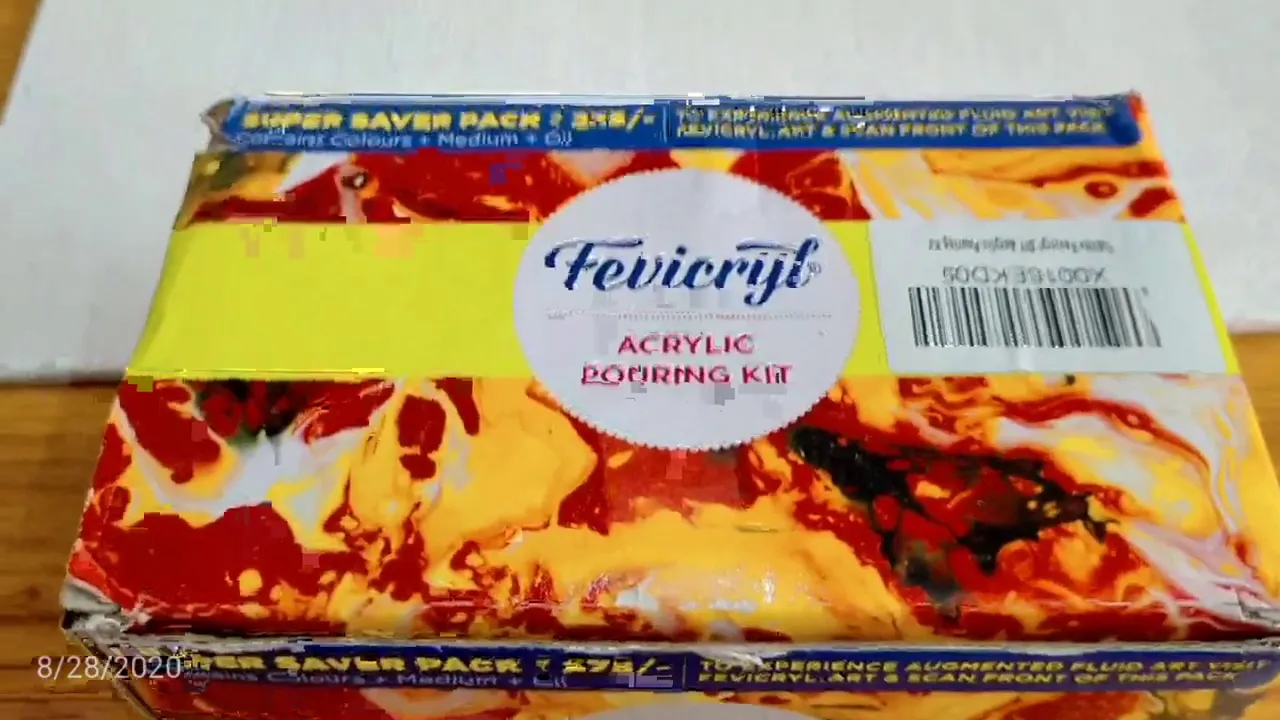 SUPER SAVER PACK ₹ 275/-
Contains Colours + Medium + Oil
TO EXPERIENCE AUGMENTED FLUID ART VISIT
FEVICRYL.ART & SCAN FRONT OF THIS PACK
Fevicryl®
ACRYLIC
POURING KIT
X0016EKD09
SUPER SAVER PACK ₹ 275/-
Contains Colours + Medium + Oil
TO EXPERIENCE AUGMENTED FLUID ART VISIT
FEVICRYL.ART & SCAN FRONT OF THIS PACK
8/28/2020